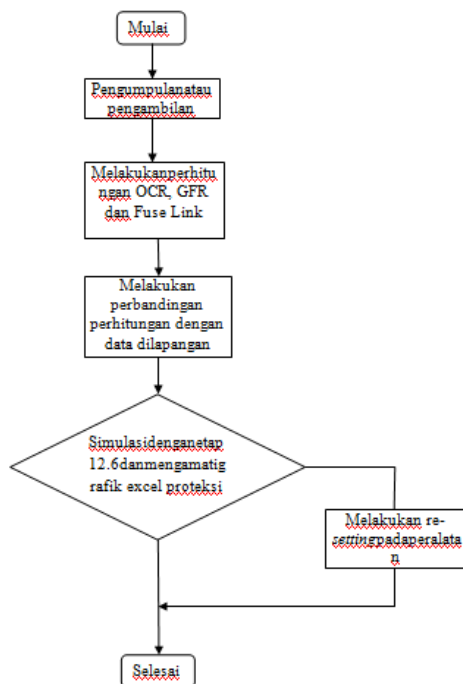 Mulai
Pengumpulanatau
pengambilan
Melakukanperhitu
ngan OCR, GFR
dan Fuse Link
Melakukan
perbandingan
perhitungan dengan
data dilapangan
Simulasidenganetap
12.6danmengamatig
rafik excel proteksi
Melakukan re-
settingpadaperalata
n
Selesai